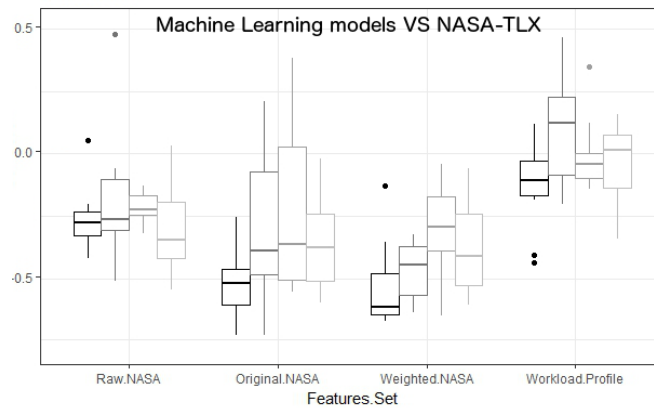 Machine Learning models VS NASA-TLX
0.5
0.0
-0.5
Raw.NASA Original.NASA Weighted.NASA Workload.Profile
Features.Set